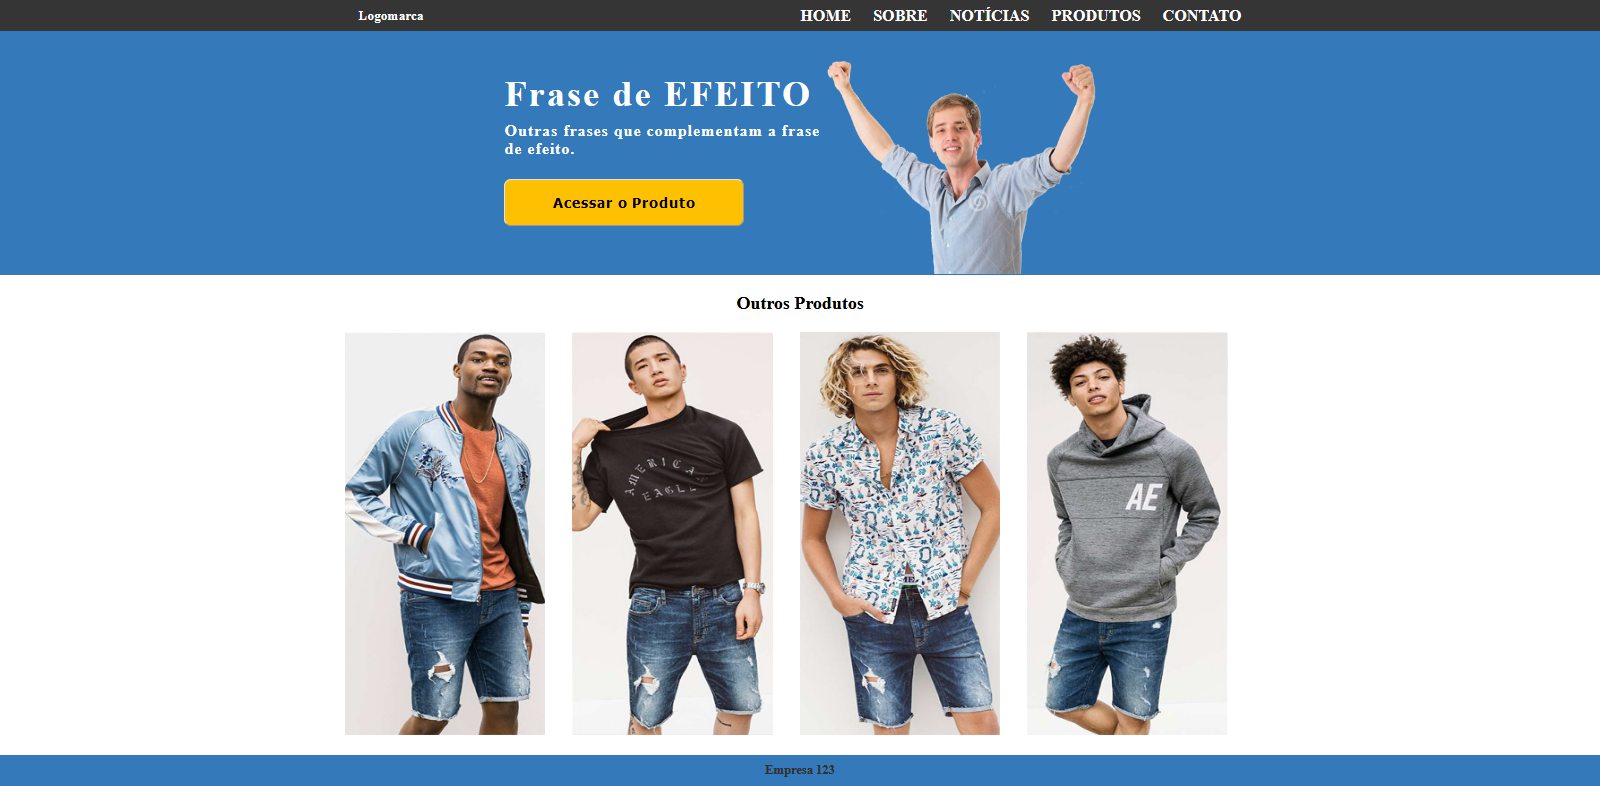 Logomarca
HOME SOBRE NOTÍCIAS PRODUTOS CONTATO
Frase de EFEITO
Outras frases que complementam a frase
de efeito.
Acessar o Produto
Outros Produtos
AMERICAN
EAGLE
AE
Empresa 123